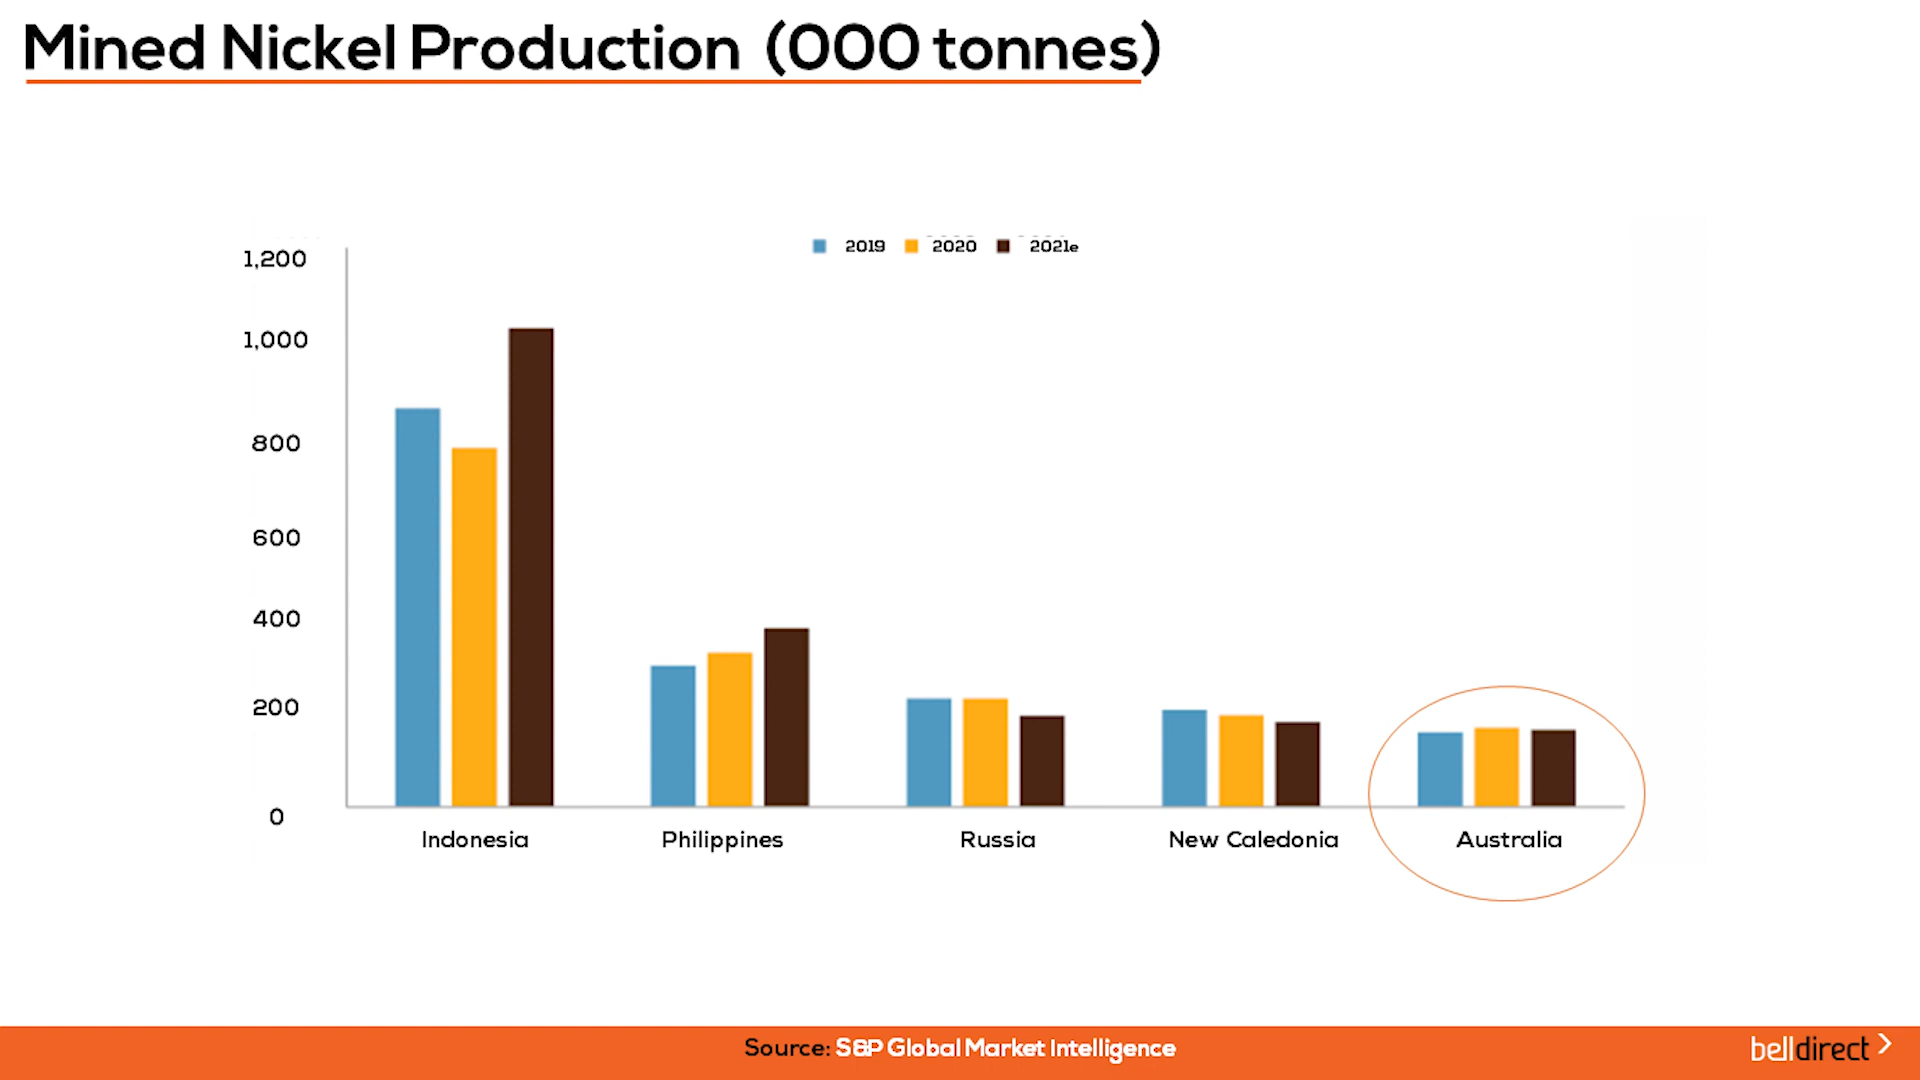 Mined Nickel Production (000 tonnes)
2019 2020 2021e
1,200
1,000
800
600
400
200
0
Indonesia Philippines Russia New Caledonia Australia
Source: S&P Global Market Intelligence
belldirect